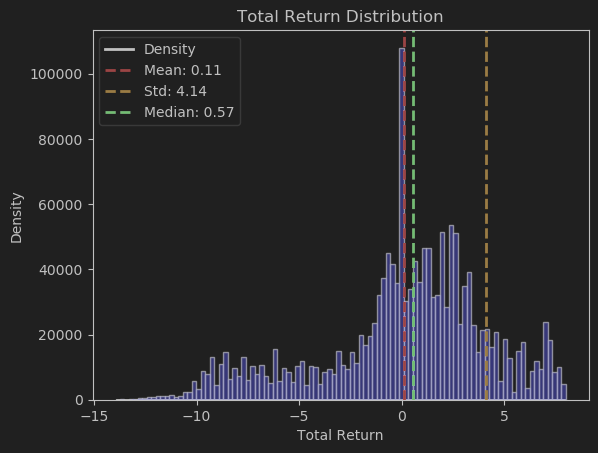 Total Return Distribution
Density
Mean: 0.11
Std: 4.14
Median: 0.57
100000
80000
60000
40000
20000
0
Density
−15
−10
−5
0
5
Total Return